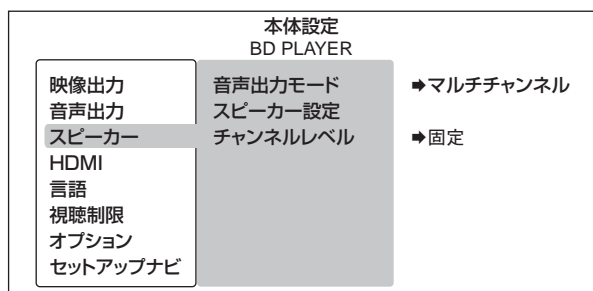 本体設定
BD PLAYER
映像出力 音声出力モード ➡マルチチャンネル
音声出力 スピーカー設定
スピーカー チャンネルレベル ➡固定
HDMI
言語
視聴制限
オプション
セットアップナビ